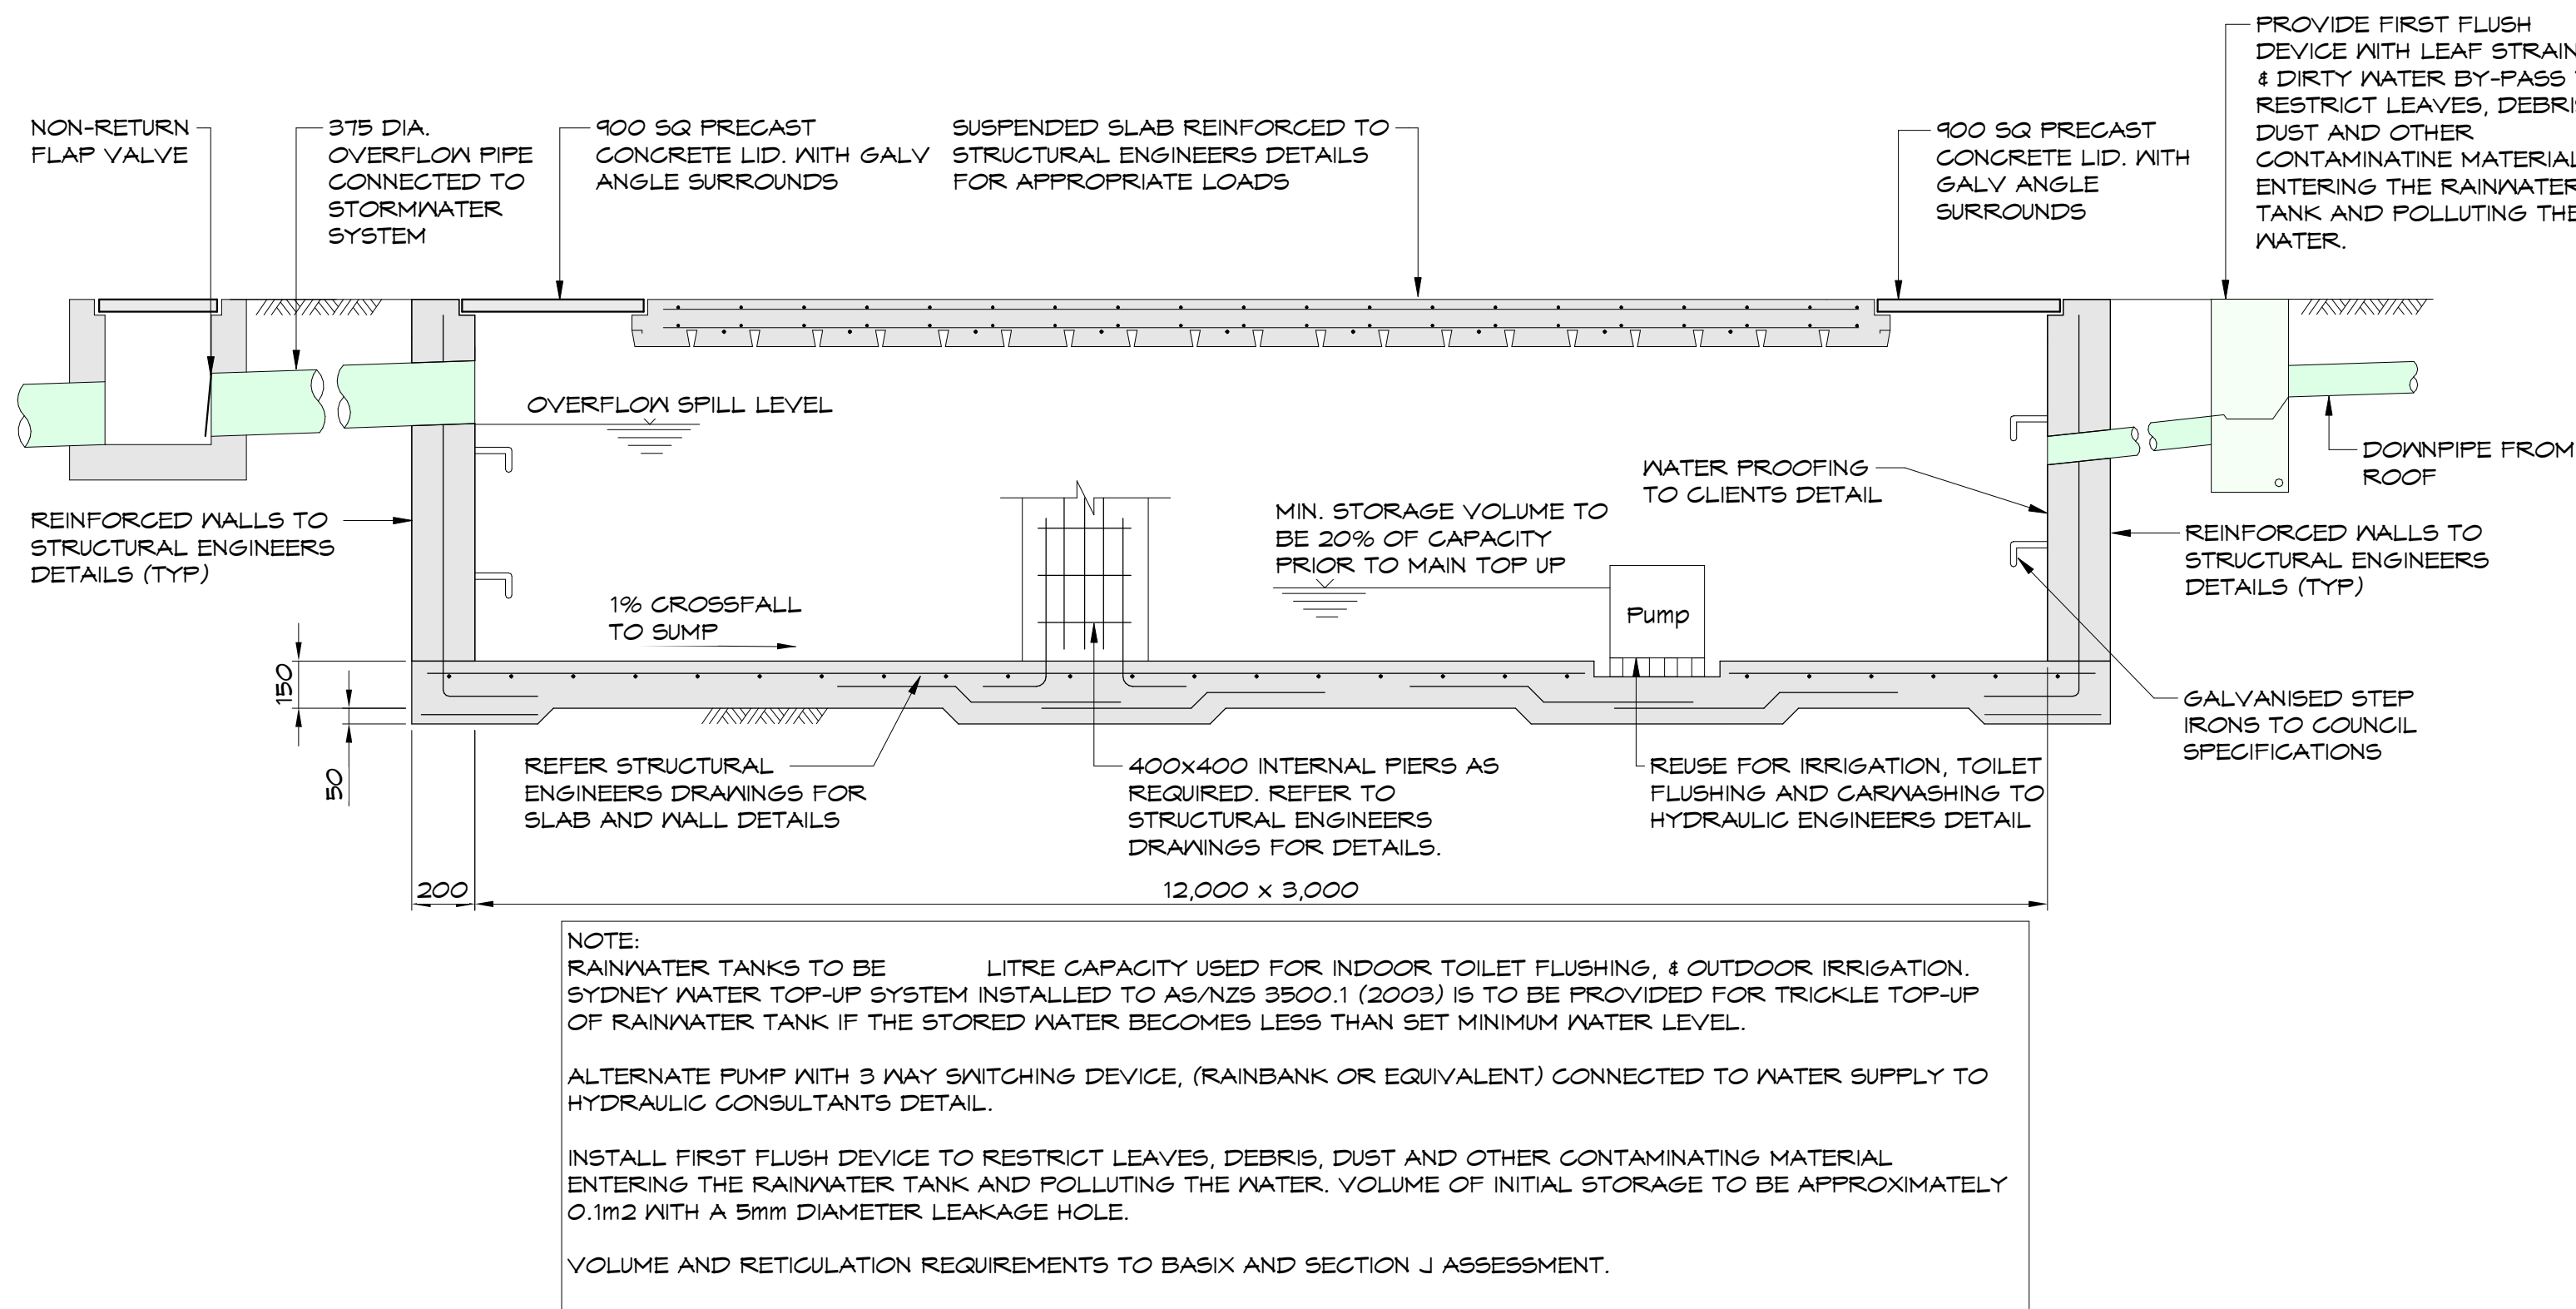 NON-RETURN
FLAP VALVE
375 DIA.
OVERFLOW PIPE
CONNECTED TO
STORMWATER
SYSTEM
900 SQ PRECAST
CONCRETE LID. WITH GALV
ANGLE SURROUNDS
SUSPENDED SLAB REINFORCED TO
STRUCTURAL ENGINEERS DETAILS
FOR APPROPRIATE LOADS
900 SQ PRECAST
CONCRETE LID. WITH
GALV ANGLE
SURROUNDS
PROVIDE FIRST FLUSH
DEVICE WITH LEAF STRAIN
& DIRTY WATER BY-PASS
RESTRICT LEAVES, DEBRIS
DUST AND OTHER
CONTAMINATINE MATERIAL
ENTERING THE RAINWATER
TANK AND POLLUTING THE
WATER.
OVERFLOW SPILL LEVEL
WATER PROOFING
TO CLIENTS DETAIL
DOWNPIPE FROM
ROOF
REINFORCED WALLS TO
STRUCTURAL ENGINEERS
DETAILS (TYP)
MIN. STORAGE VOLUME TO
BE 20% OF CAPACITY
PRIOR TO MAIN TOP UP
REINFORCED WALLS TO
STRUCTURAL ENGINEERS
DETAILS (TYP)
1% CROSSFALL
TO SUMP
Pump
150
50
GALVANISED STEP
IRONS TO COUNCIL
SPECIFICATIONS
REFER STRUCTURAL
ENGINEERS DRAWINGS FOR
SLAB AND WALL DETAILS
400x400 INTERNAL PIERS AS
REQUIRED. REFER TO
STRUCTURAL ENGINEERS
DRAWINGS FOR DETAILS.
REUSE FOR IRRIGATION, TOILET
FLUSHING AND CARWASHING TO
HYDRAULIC ENGINEERS DETAIL
200
12,000 x 3,000
NOTE:
RAINWATER TANKS TO BE LITRE CAPACITY USED FOR INDOOR TOILET FLUSHING, & OUTDOOR IRRIGATION.
SYDNEY WATER TOP-UP SYSTEM INSTALLED TO AS/NZS 3500.1 (2003) IS TO BE PROVIDED FOR TRICKLE TOP-UP
OF RAINWATER TANK IF THE STORED WATER BECOMES LESS THAN SET MINIMUM WATER LEVEL.
ALTERNATE PUMP WITH 3 WAY SWITCHING DEVICE, (RAINBANK OR EQUIVALENT) CONNECTED TO WATER SUPPLY TO
HYDRAULIC CONSULTANTS DETAIL.
INSTALL FIRST FLUSH DEVICE TO RESTRICT LEAVES, DEBRIS, DUST AND OTHER CONTAMINATING MATERIAL
ENTERING THE RAINWATER TANK AND POLLUTING THE WATER. VOLUME OF INITIAL STORAGE TO BE APPROXIMATELY
0.1m2 WITH A 5mm DIAMETER LEAKAGE HOLE.
VOLUME AND RETICULATION REQUIREMENTS TO BASIX AND SECTION J ASSESSMENT.